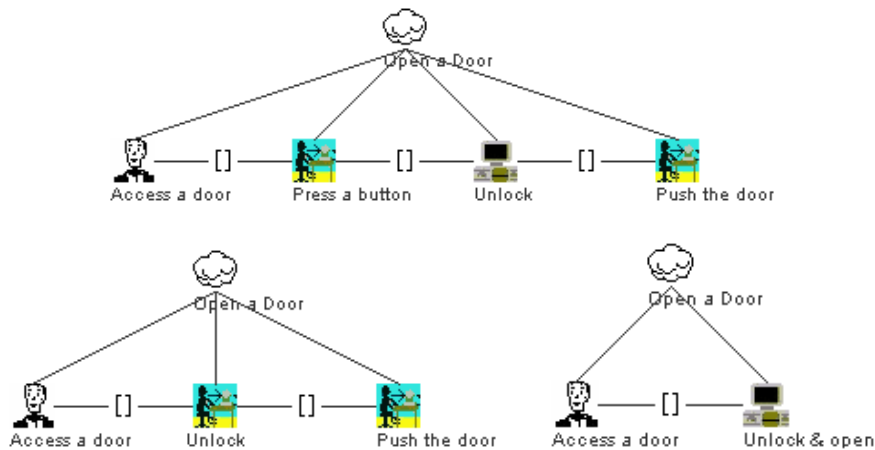 Open a Door
[] [] []
Access a door Press a button Unlock Push the door
Open a Door
[] []
Access a door Unlock Push the door
Open a Door
[]
Access a door Unlock & open